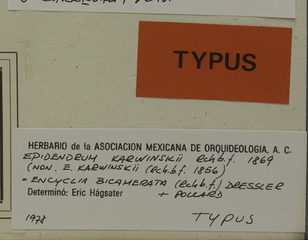 TYPUS
HERBARIO de la ASOCIACION MEXICANA DE ORQUIDEOLOGIA, A. C.
EPIDENDRUM KARWINSKII Rchb.f. 1869
(NON. E. KARWINSKII (Rchb.f. 1856)
= ENCYCLIA BICAMERATA (Rchb.f.) DRESSLER
Determinó: Eric Hágsater + POLLARD
1978 TYPUS